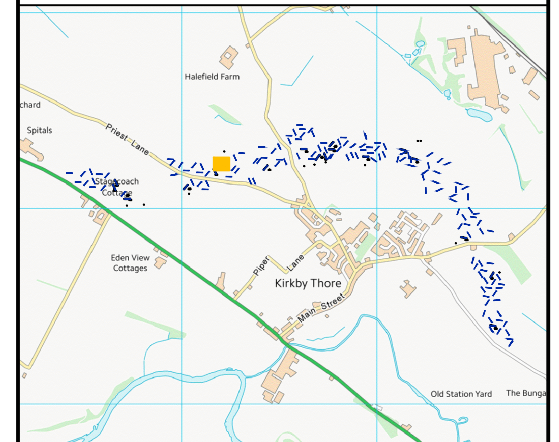 Halefield Farm
chard
Priest Lane
Spitals
Stagecoach
Cottage
Eden View
Cottages
Piper Lane
Kirkby Thore
Main Street
Old Station Yard
The Bunga